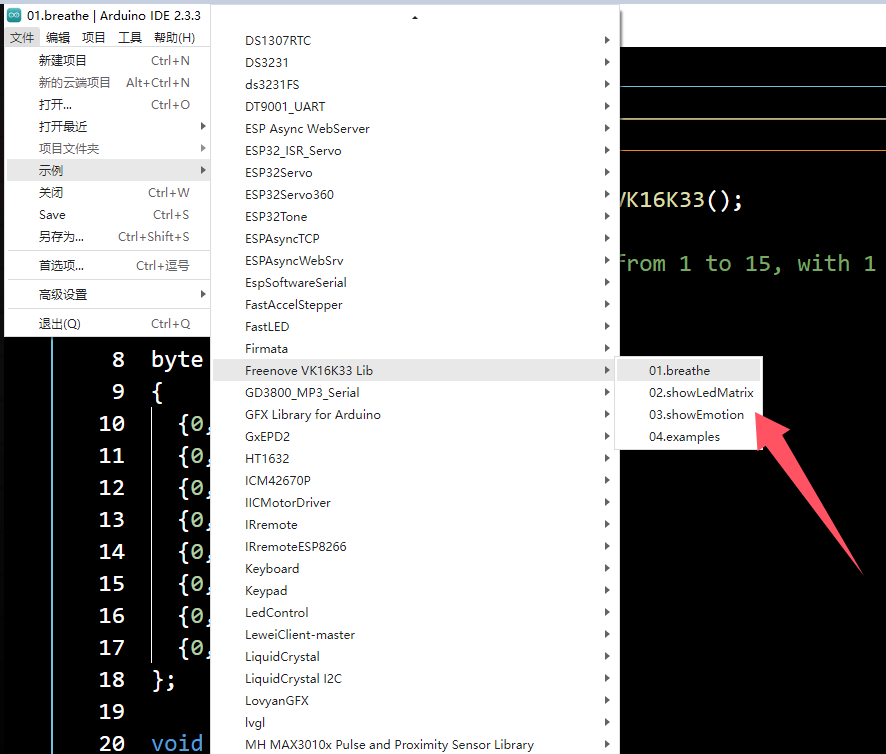 01.breathe | Arduino IDE 2.3.3
文件 编辑 项目 工具 帮助(H)
新建项目 Ctrl+N
新的云端项目 Alt+Ctrl+N
打开... Ctrl+O
打开最近
项目文件夹
示例
关闭 Ctrl+W
Save Ctrl+S
另存为... Ctrl+Shift+S
首选项... Ctrl+逗号
高级设置
退出(Q) Ctrl+Q
DS1307RTC
DS3231
ds3231FS
DT9001_UART
ESP Async WebServer
ESP32_ISR_Servo
ESP32Servo
ESP32Servo360
ESP32Tone
ESPAsyncTCP
ESPAsyncWebSrv
EspSoftwareSerial
FastAccelStepper
FastLED
Firmata
Freenove VK16K33 Lib
GD3800_MP3_Serial
GFX Library for Arduino
GxEPD2
HT1632
ICM42670P
IICMotorDriver
IRremote
IRremoteESP8266
Keyboard
Keypad
LedControl
LeweiClient-master
LiquidCrystal
LiquidCrystal I2C
LovyanGFX
lvgl
MH MAX3010x Pulse and Proximity Sensor Library
01.breathe
02.showLedMatrix
03.showEmotion
04.examples
VK16K33();
from 1 to 15, with 1
8 byte
9 {
10 {0,
11 {0,
12 {0,
13 {0,
14 {0,
15 {0,
16 {0,
17 {0,
18 };
19
20 void